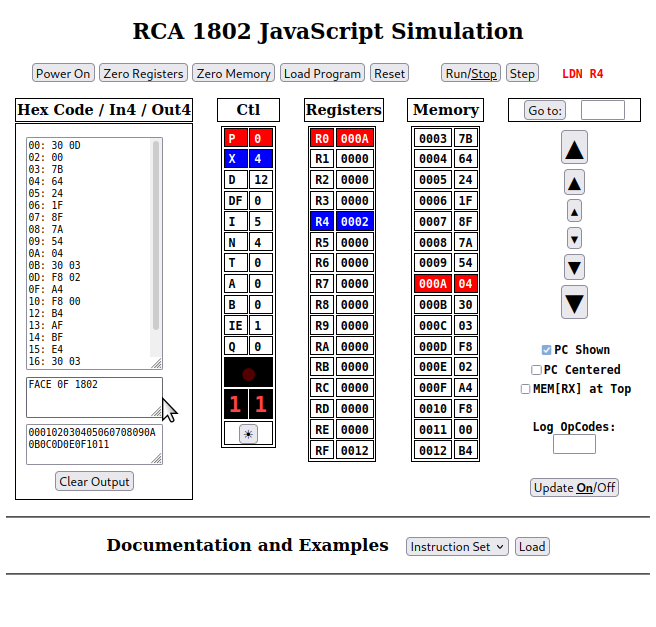 RCA 1802 JavaScript Simulation
Power On Zero Registers Zero Memory Load Program Reset Run/Stop Step LDN R4
Hex Code / In4 / Out4
00: 30 0D
02: 00
03: 7B
04: 64
05: 24
06: 1F
07: 8F
08: 7A
09: 54
0A: 04
0B: 30 03
0D: F8 02
0F: A4
10: F8 00
12: B4
13: AF
14: BF
15: E4
16: 30 03
FACE 0F 1802
000102030405060708090A
0B0C0D0E0F1011
Clear Output
Ctl
P 0
X 4
D 12
DF 0
I 5
N 4
T 0
A 0
B 0
IE 1
Q 0
1 1
Registers
R0 000A
R1 0000
R2 0000
R3 0000
R4 0002
R5 0000
R6 0000
R7 0000
R8 0000
R9 0000
RA 0000
RB 0000
RC 0000
RD 0000
RE 0000
RF 0012
Memory
0003 7B
0004 64
0005 24
0006 1F
0007 8F
0008 7A
0009 54
000A 04
000B 30
000C 03
000D F8
000E 02
000F A4
0010 F8
0011 00
0012 B4
Go to:
PC Shown
PC Centered
MEM[RX] at Top
Log OpCodes:
Update On/Off
Documentation and Examples Instruction Set Load